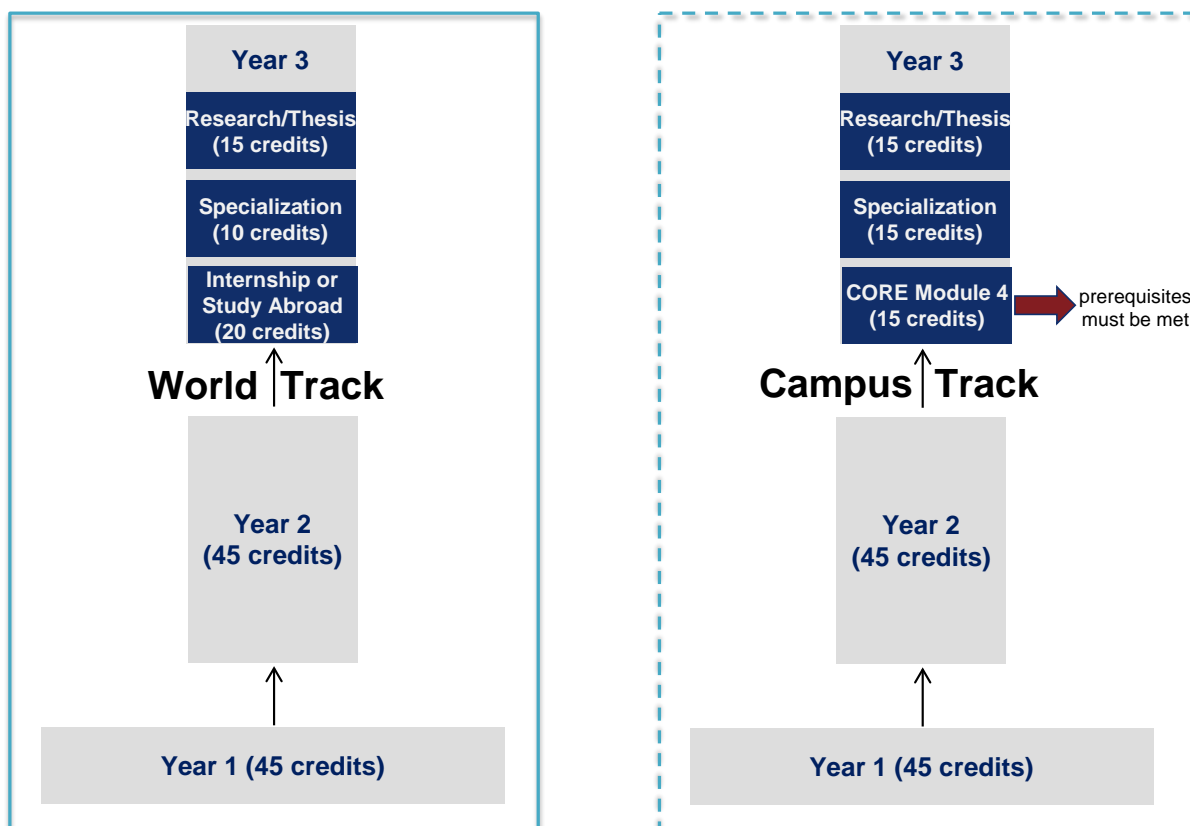 Year 3
Research/Thesis
(15 credits)
Specialization
(10 credits)
Internship or
Study Abroad
(20 credits)
World Track
Year 2
(45 credits)
Year 1 (45 credits)
Year 3
Research/Thesis
(15 credits)
Specialization
(15 credits)
CORE Module 4
(15 credits)
prerequisites
must be met
Campus Track
Year 2
(45 credits)
Year 1 (45 credits)